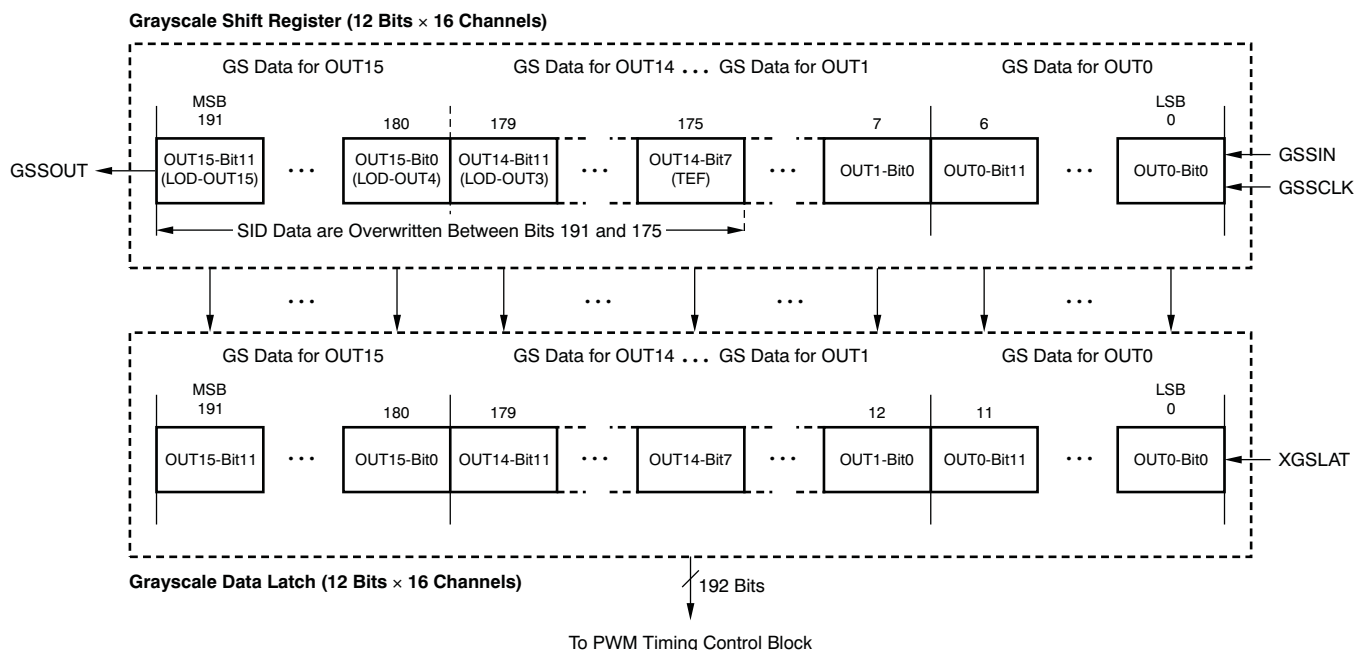 Grayscale Shift Register (12 Bits × 16 Channels)
GS Data for OUT15 GS Data for OUT14 ... GS Data for OUT1 GS Data for OUT0
MSB LSB
191 180 179 175 7 6 0
GSSOUT OUT15-Bit11 (LOD-OUT15) ... OUT15-Bit0 (LOD-OUT4) OUT14-Bit11 (LOD-OUT3) ... OUT14-Bit7 (TEF) ... OUT1-Bit0 OUT0-Bit11 ... OUT0-Bit0 GSSIN
GSSCLK
SID Data are Overwritten Between Bits 191 and 175
... ... ... ...
GS Data for OUT15 GS Data for OUT14 ... GS Data for OUT1 GS Data for OUT0
MSB LSB
191 180 179 12 11 0
OUT15-Bit11 ... OUT15-Bit0 OUT14-Bit11 ... OUT14-Bit7 ... OUT1-Bit0 OUT0-Bit11 ... OUT0-Bit0 XGSLAT
Grayscale Data Latch (12 Bits × 16 Channels)
192 Bits
To PWM Timing Control Block